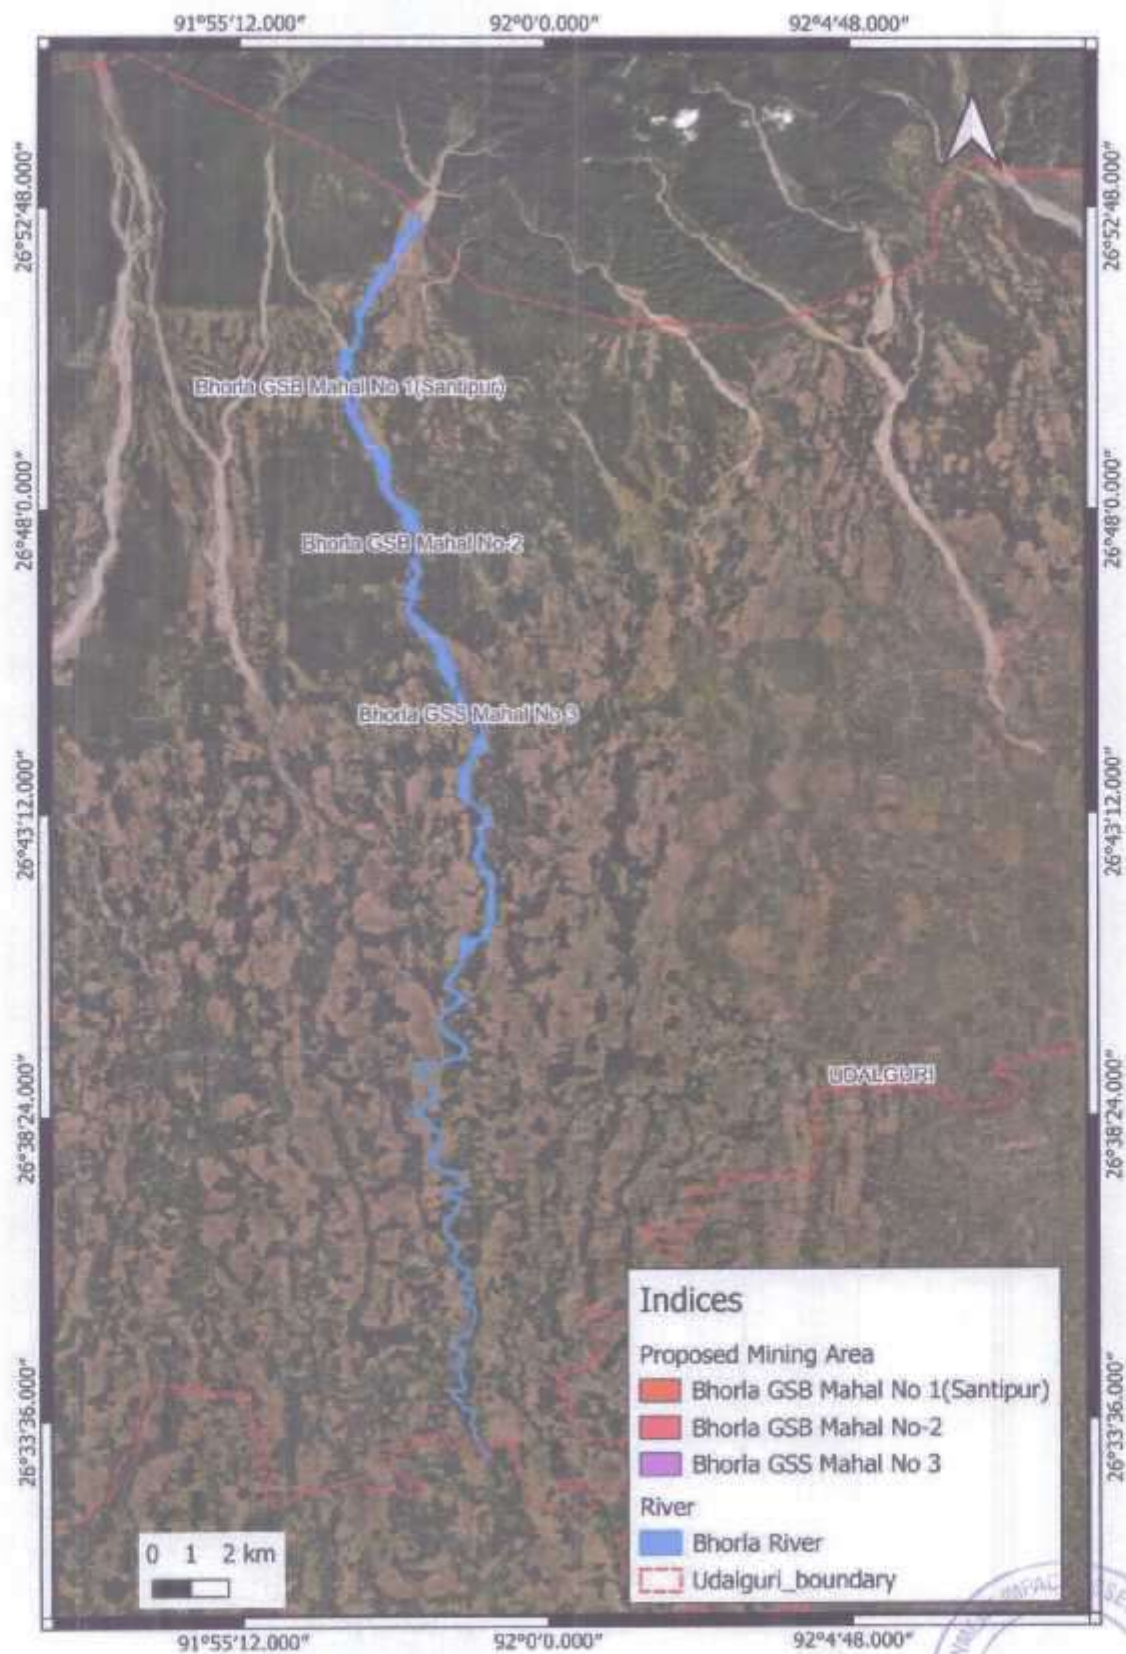 91°55'12.000"
92°0'0.000"
92°4'48.000"
26°52'48.000"
26°48'0.000"
26°43'12.000"
26°38'24.000"
26°33'36.000"
26°52'48.000"
26°48'0.000"
26°43'12.000"
26°38'24.000"
26°33'36.000"
Bhorla GSB Mahal No 1(Santipur)
Bhorla GSB Mahal No-2
Bhorla GSS Mahal No 3
UDALGURI
Indices
Proposed Mining Area
Bhorla GSB Mahal No 1(Santipur)
Bhorla GSB Mahal No-2
Bhorla GSS Mahal No 3
River
Bhorla River
Udalguri_boundary
0 1 2 km
91°55'12.000"
92°0'0.000"
92°4'48.000"